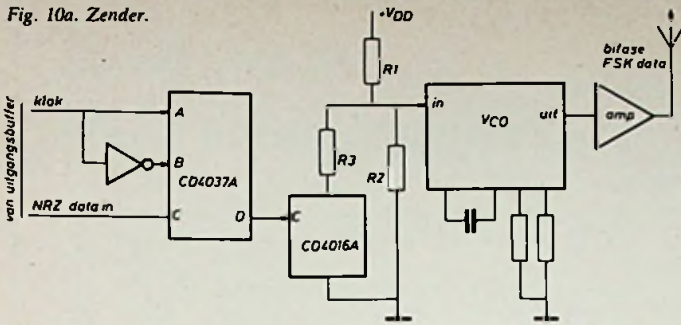 Fig. 10a. Zender.
+VDD
R1
bifase
FSK data
van uitgangsbuffer
klok
A
in
VCO
uit
amp
B
R3
R2
CD4037A
NRZ data in
C
D
C
CD4016A